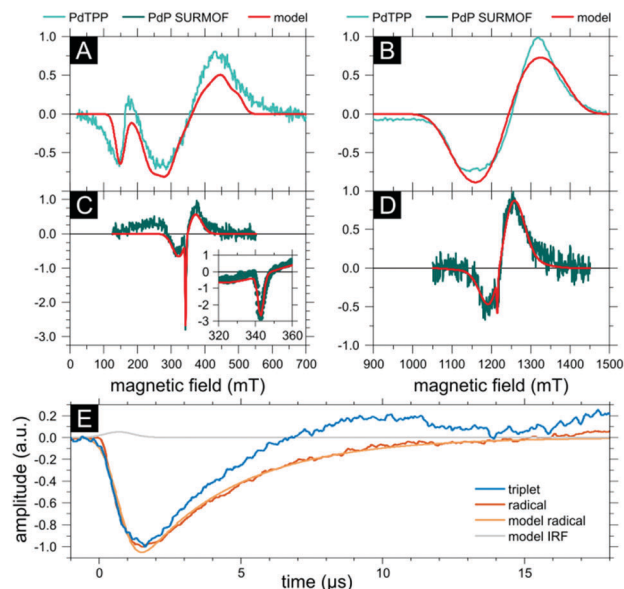 PdTPP PdP SURMOF model PdTPP PdP SURMOF model
A B
1.0 0.5 0.0 -0.5
1.0 0.5 0.0 -0.5
C D
1.0 0.0 -1.0 -2.0 -3.0
0 -1 -2 -3
320 340 360
1.0 0.5 0.0 -0.5 -1.0
0 100 200 300 400 500 600 700
900 1000 1100 1200 1300 1400 1500
magnetic field (mT) magnetic field (mT)
E
0.2 0.0 -0.2 -0.4 -0.6 -0.8 -1.0
amplitude (a.u.)
triplet
radical
model radical
model IRF
0 5 10 15
time (µs)